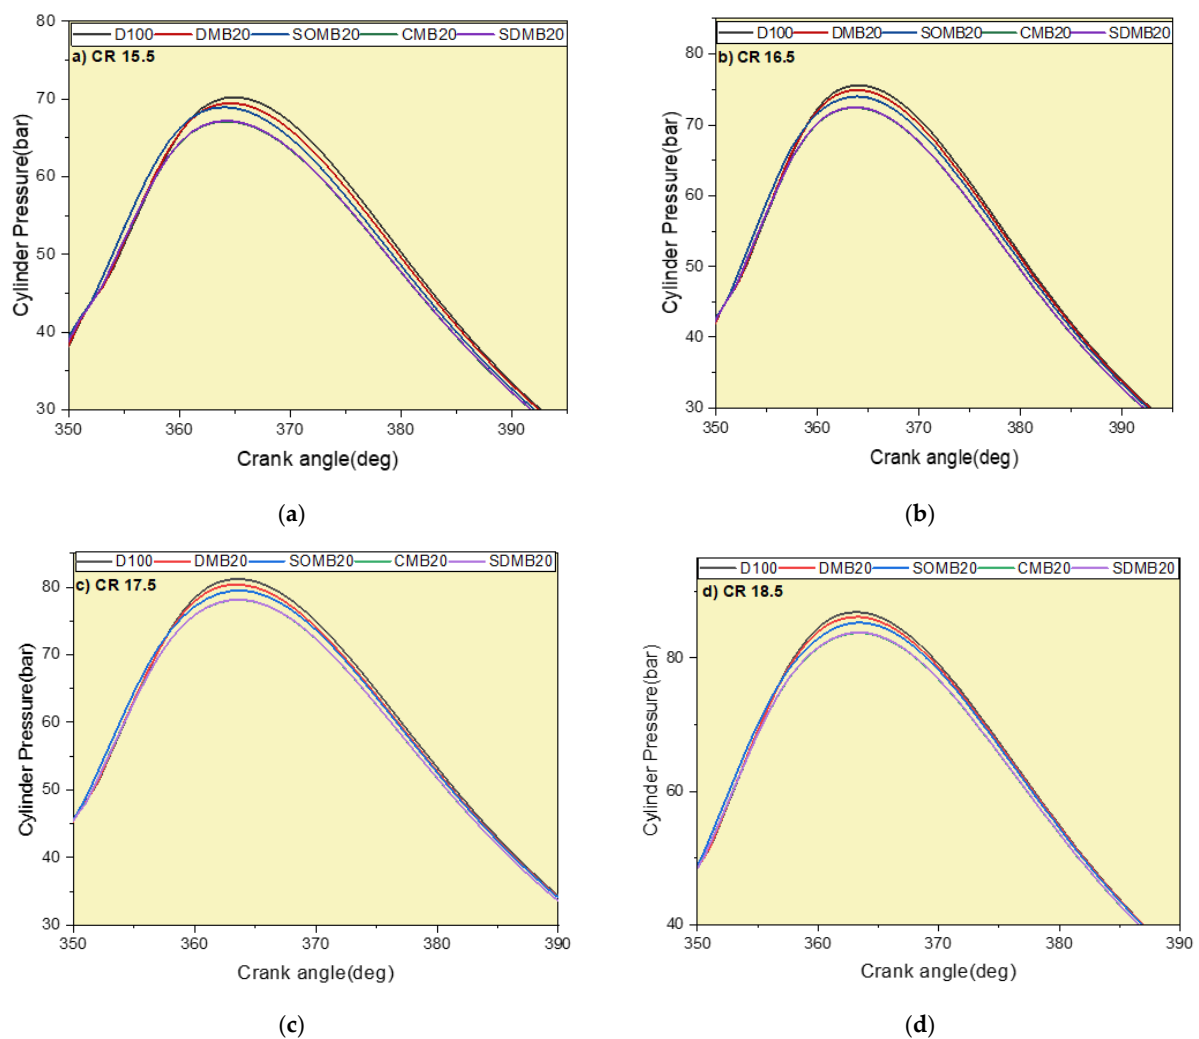 80
D100 DMB20 SOMB20 CMB20 SDMB20
a) CR 15.5
70
60
50
40
30
350 360 370 380 390
Cylinder Pressure(bar)
Crank angle(deg)
(a)
D100 DMB20 SOMB20 CMB20 SDMB20
80
b) CR 16.5
70
60
50
40
30
350 360 370 380 390
Cylinder Pressure(bar)
Crank angle(deg)
(b)
D100 DMB20 SOMB20 CMB20 SDMB20
80
c) CR 17.5
70
60
50
40
30
350 360 370 380 390
Cylinder Pressure(bar)
Crank angle(deg)
(c)
D100 DMB20 SOMB20 CMB20 SDMB20
d) CR 18.5
80
60
40
350 360 370 380 390
Cylinder Pressure(bar)
Crank angle(deg)
(d)